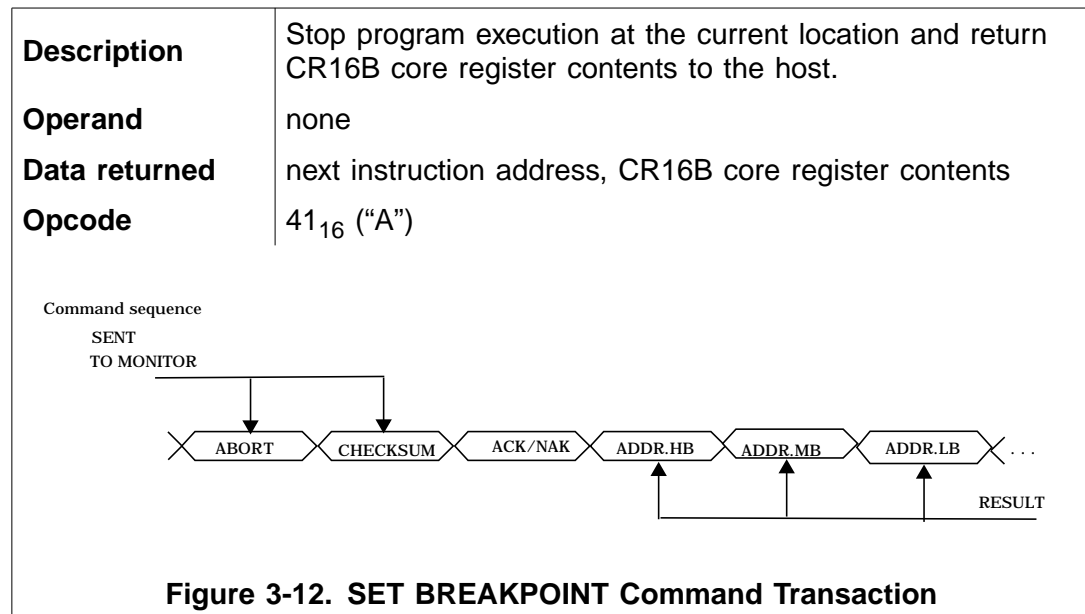 Description Stop program execution at the current location and return
CR16B core register contents to the host.
Operand none
Data returned next instruction address, CR16B core register contents
Opcode 41₁₆ (“A”)
Command sequence
SENT
TO MONITOR
ABORT CHECKSUM ACK/NAK ADDR.HB ADDR.MB ADDR.LB . . .
RESULT
Figure 3-12. SET BREAKPOINT Command Transaction